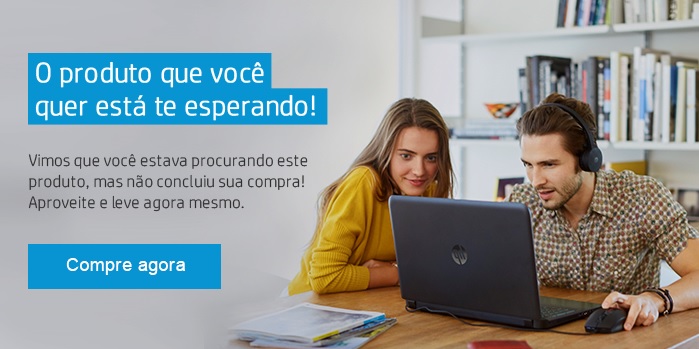 O produto que você
quer está te esperando!
Vimos que você estava procurando este
produto, mas não concluiu sua compra!
Aproveite e leve agora mesmo.
Compre agora
hp